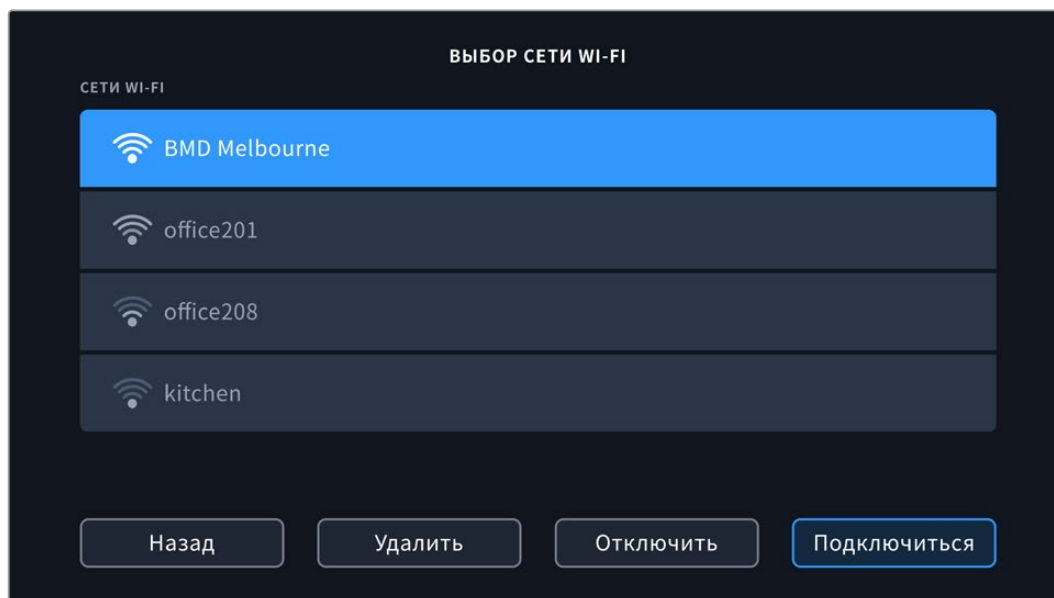 ВЫБОР СЕТИ WI-FI
СЕТИ WI-FI
BMD Melbourne
office201
office208
kitchen
Назад Удалить Отключить Подключиться